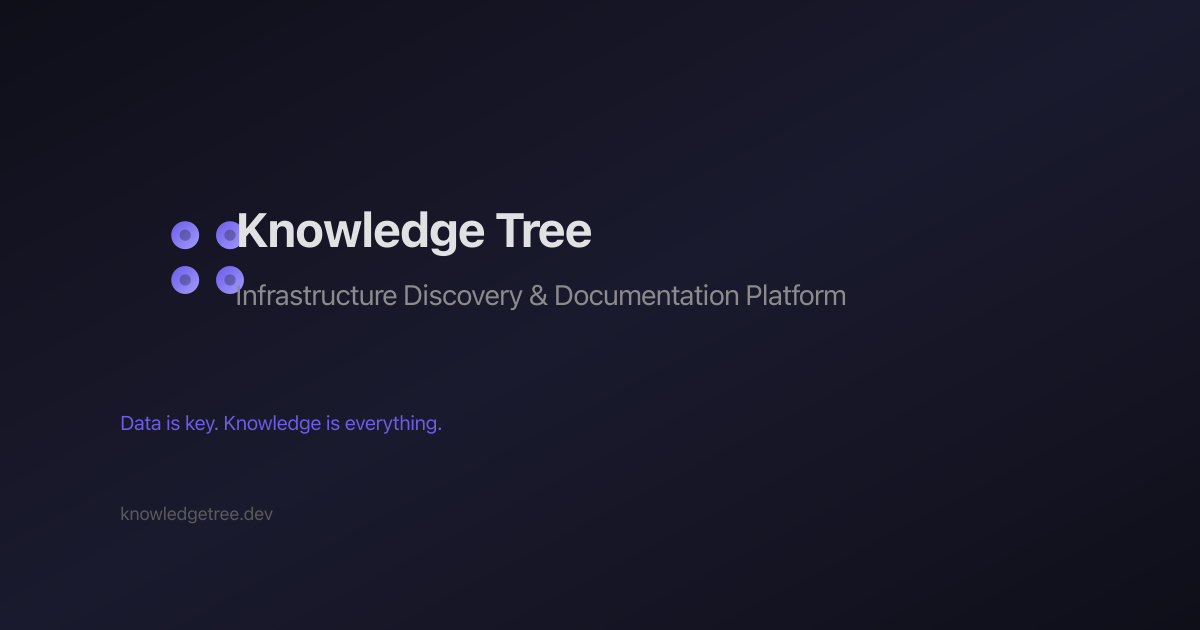 Knowledge Tree
Infrastructure Discovery & Documentation Platform
Data is key. Knowledge is everything.
knowledgetree.dev